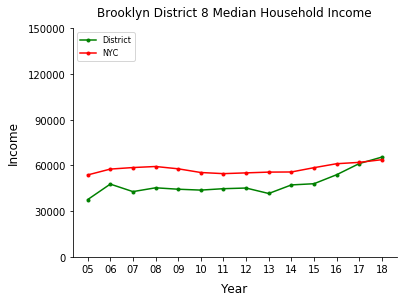 Brooklyn District 8 Median Household Income
150000
120000
90000
60000
30000
0
District
NYC
Income
05 06 07 08 09 10 11 12 13 14 15 16 17 18
Year